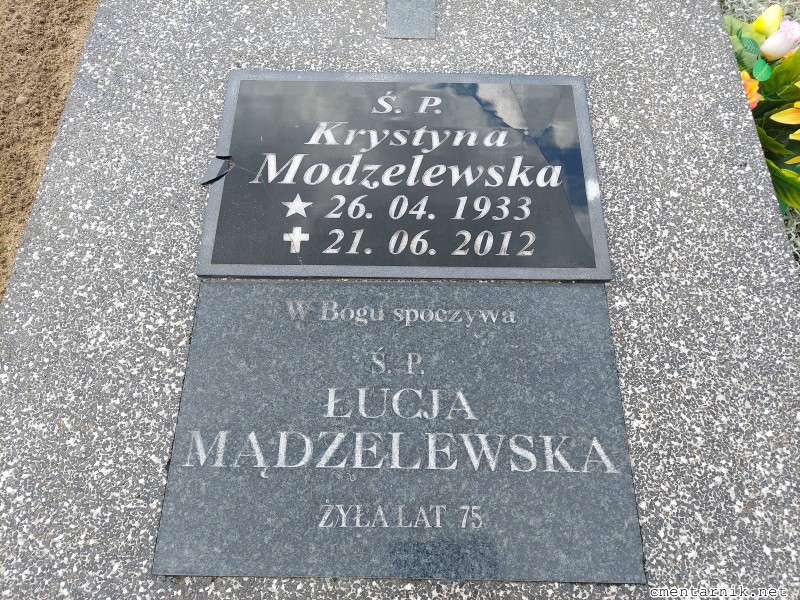 Ś. P.
Krystyna
Modzelewska
26. 04. 1933
21. 06. 2012
W Bogu spoczywa
Ś. P.
ŁUCJA
MĄDZELEWSKA
ŻYŁA LAT 75
cmentarnik.net